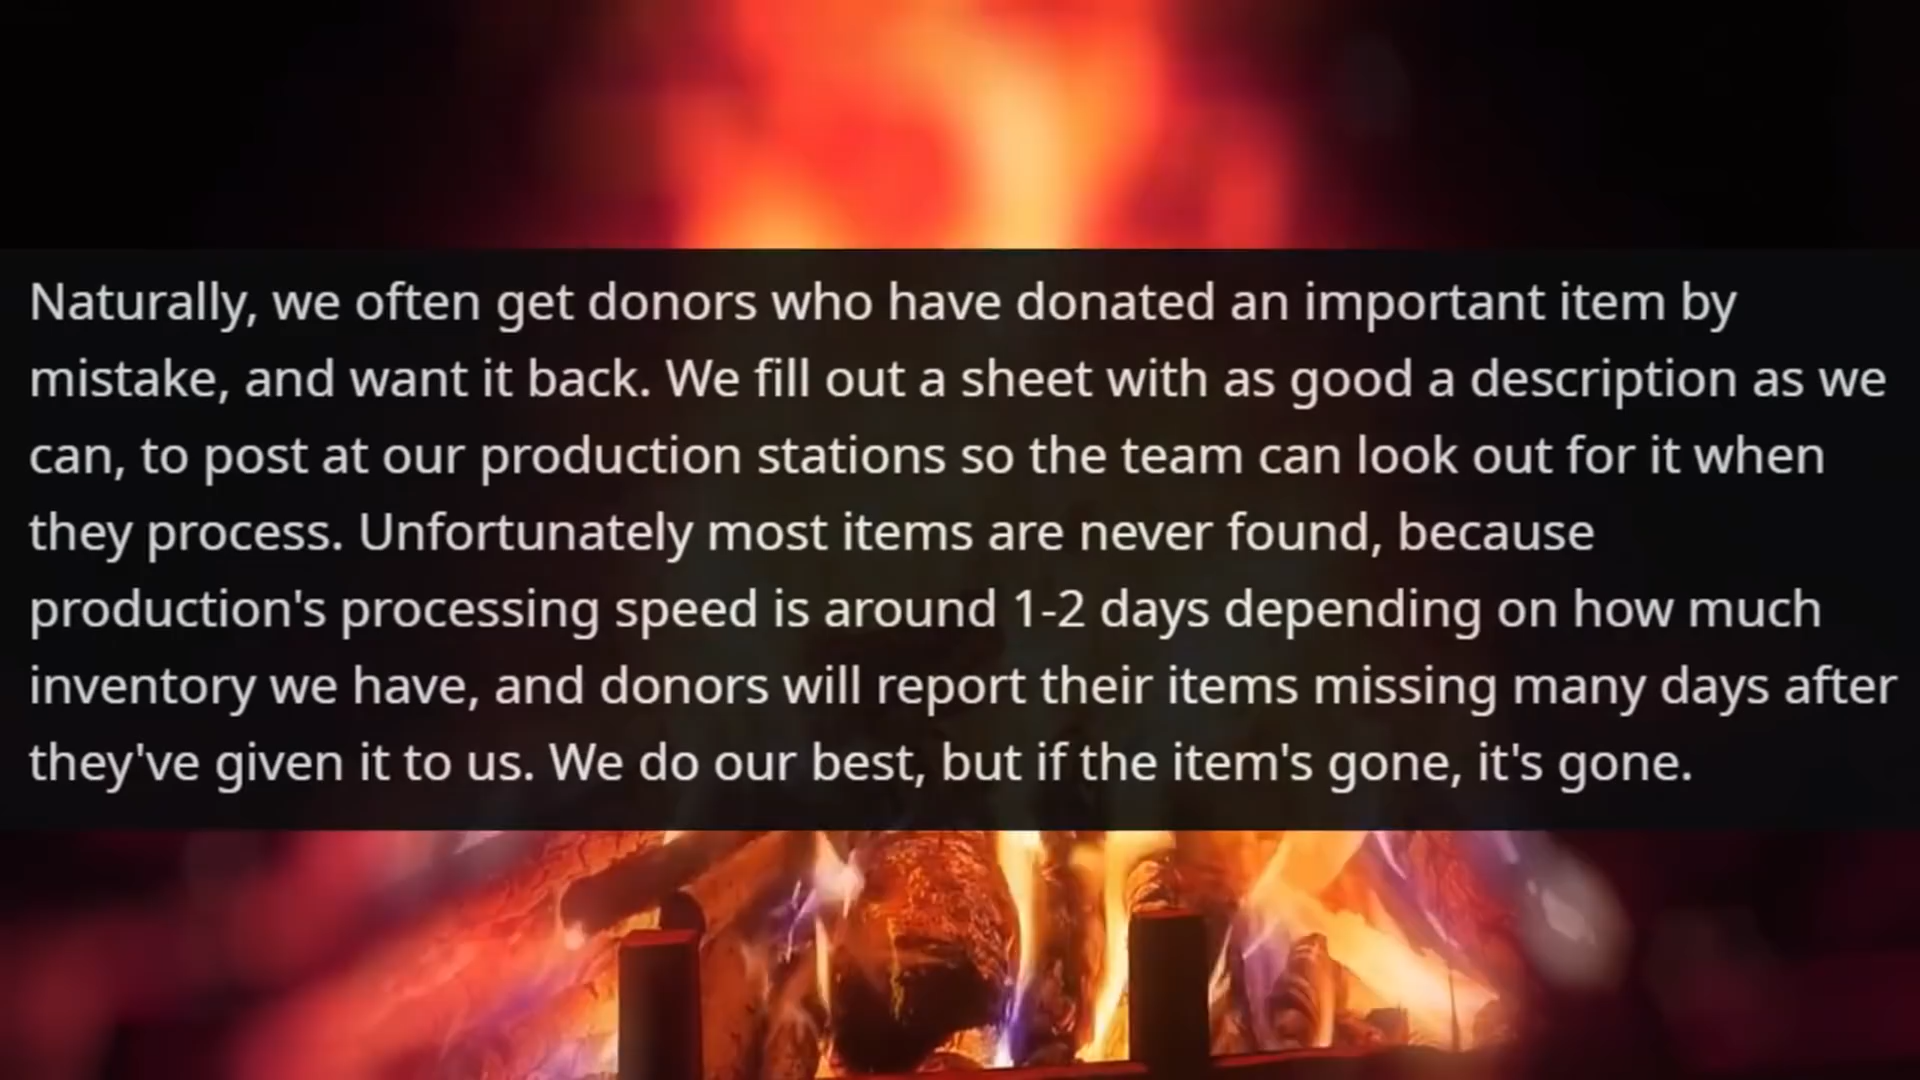 Naturally, we often get donors who have donated an important item by
mistake, and want it back. We fill out a sheet with as good a description as we
can, to post at our production stations so the team can look out for it when
they process. Unfortunately most items are never found, because
production's processing speed is around 1-2 days depending on how much
inventory we have, and donors will report their items missing many days after
they've given it to us. We do our best, but if the item's gone, it's gone.